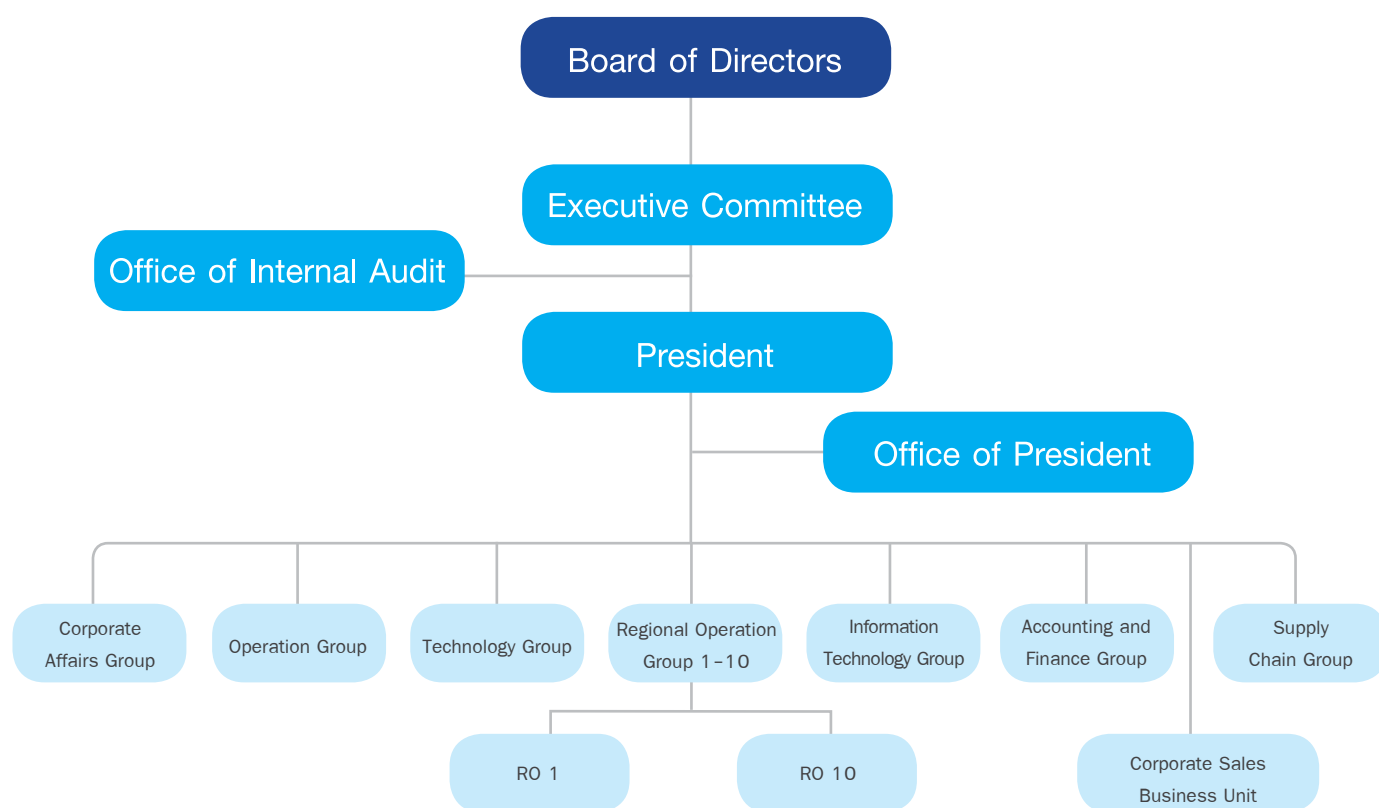 Board of Directors
Executive Committee
Office of Internal Audit
President
Office of President
Corporate
Affairs Group
Operation Group
Technology Group
Regional Operation
Group 1-10
Information
Technology Group
Accounting and
Finance Group
Supply
Chain Group
RO 1
RO 10
Corporate Sales
Business Unit